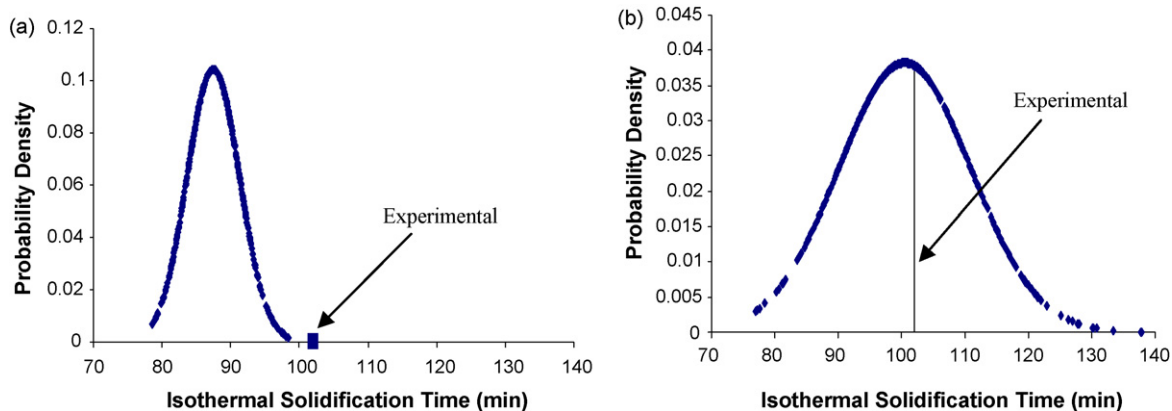 (a)
Probability Density
0.12
0.1
0.08
0.06
0.04
0.02
0
Experimental
70 80 90 100 110 120 130 140
Isothermal Solidification Time (min)
(b)
Probability Density
0.045
0.04
0.035
0.03
0.025
0.02
0.015
0.01
0.005
0
Experimental
70 80 90 100 110 120 130 140
Isothermal Solidification Time (min)